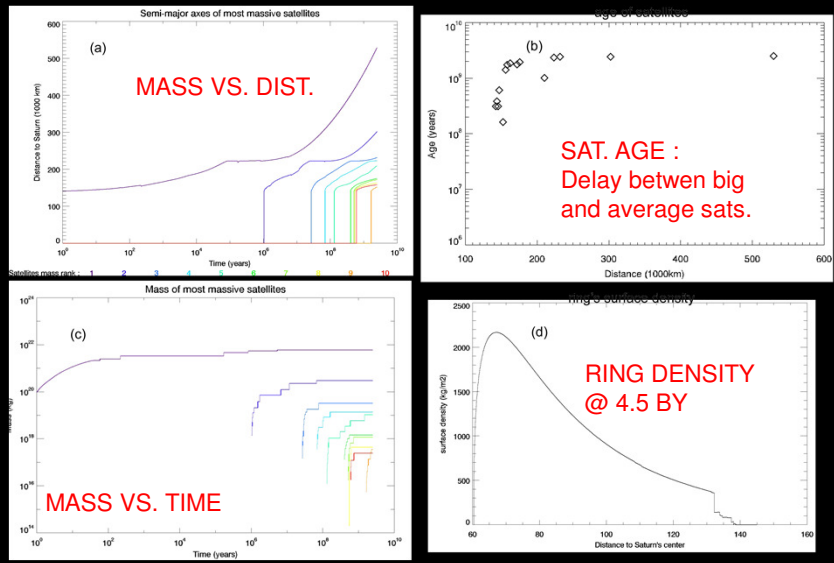 Semi-major axes of most massive satellites
(a)
MASS VS. DIST.
Distance to Saturn (1000 km)
600
500
400
300
200
100
0
10^0 10^2 10^4 10^6 10^8 10^10
Time (years)
Satellites mass rank : 1 2 3 4 5 6 7 8 9 10
age of satellites
(b)
SAT. AGE :
Delay betwen big
and average sats.
Age (years)
10^10
10^9
10^8
10^7
10^6
100 200 300 400 500 600
Distance (1000km)
Mass of most massive satellites
(c)
MASS VS. TIME
Mass (kg)
10^24
10^22
10^20
10^18
10^16
10^14
10^0 10^2 10^4 10^6 10^8 10^10
Time (years)
ring's surface density
(d)
RING DENSITY
@ 4.5 BY
surface density (kg/m2)
2500
2000
1500
1000
500
0
60 80 100 120 140 160
Distance to Saturn's center